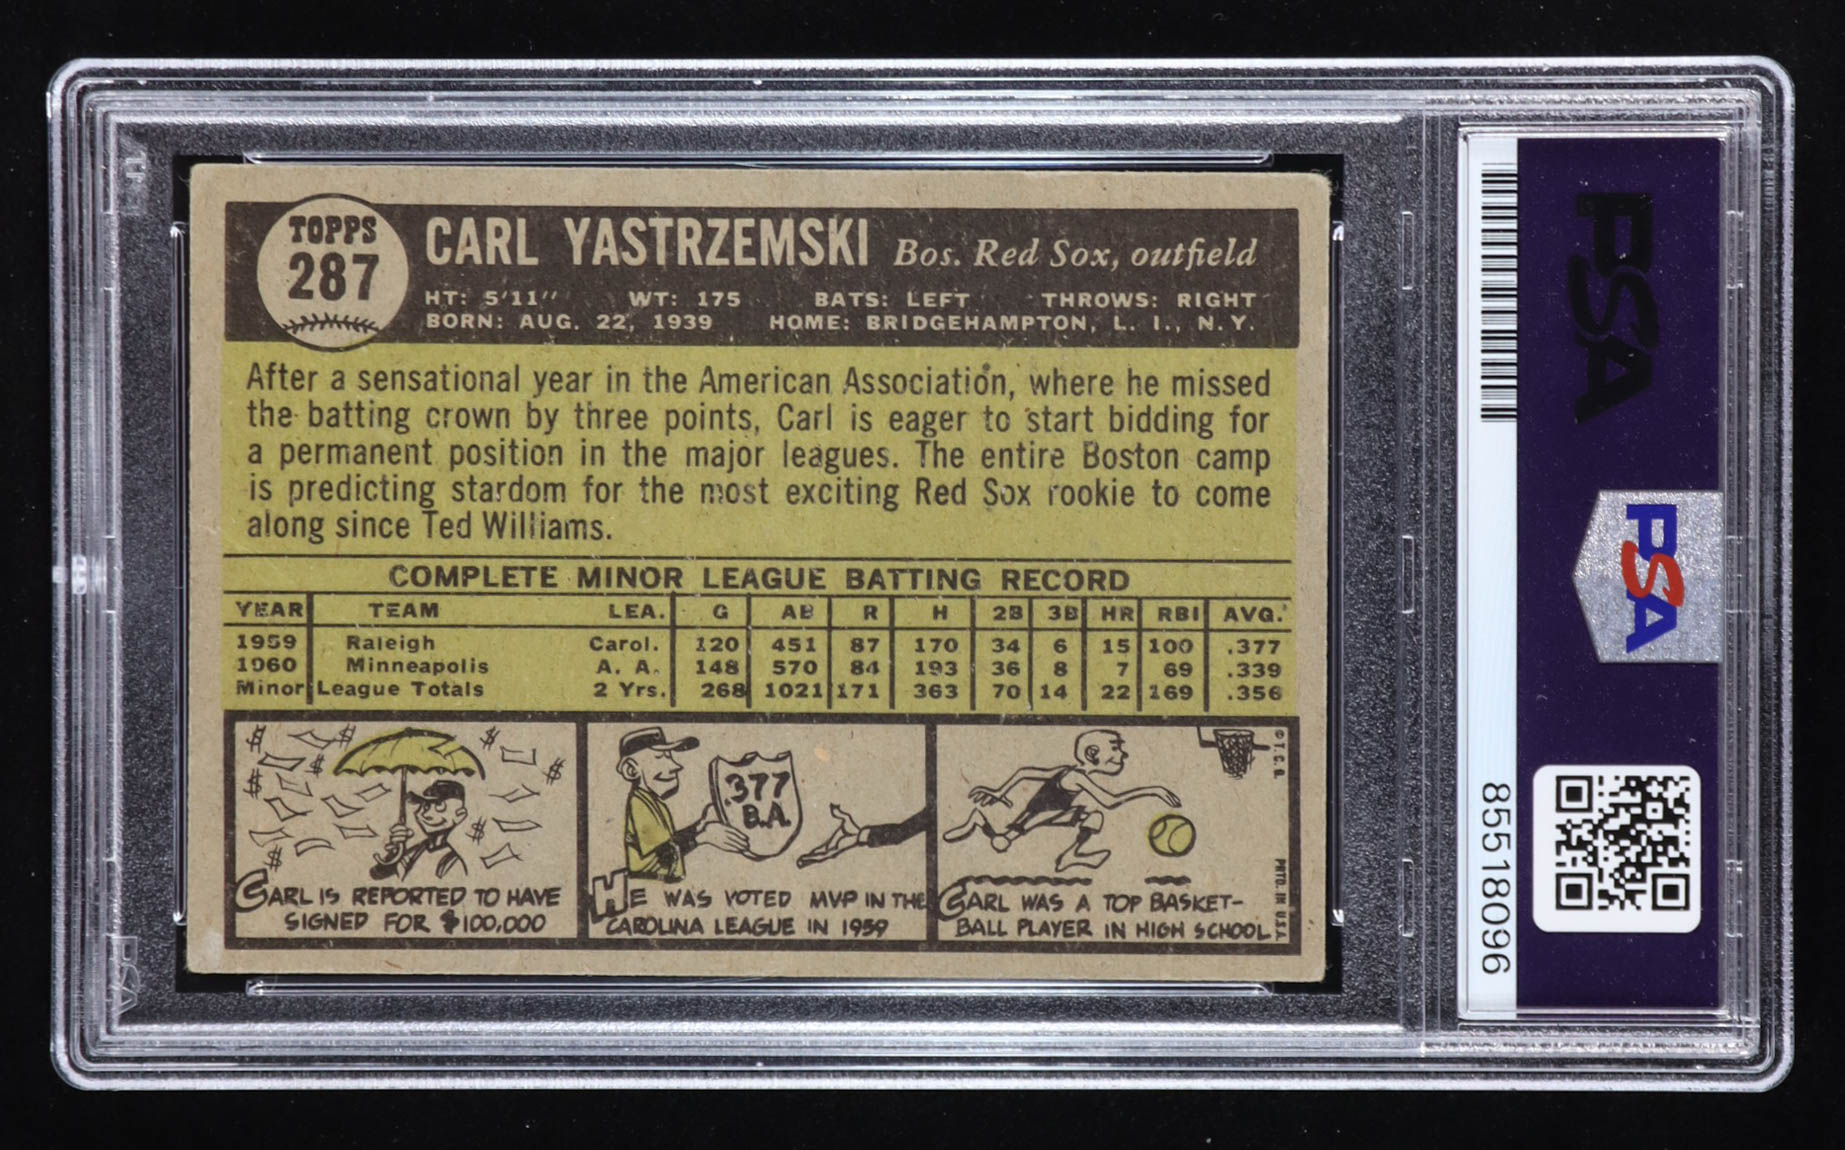 TOPPS
287
CARL YASTRZEMSKI Bos. Red Sox, outfield
HT: 5'11" WT: 175 BATS: LEFT THROWS: RIGHT
BORN: AUG. 22, 1939 HOME: BRIDGEHAMPTON, L. I., N. Y.
After a sensational year in the American Association, where he missed
the batting crown by three points, Carl is eager to start bidding for
a permanent position in the major leagues. The entire Boston camp
is predicting stardom for the most exciting Red Sox rookie to come
along since Ted Williams.
COMPLETE MINOR LEAGUE BATTING RECORD
YEAR TEAM LEA. G AB R H 2B 3B HR RBI AVG.
1959 Raleigh Carol. 120 451 87 170 34 6 15 100 .377
1960 Minneapolis A. A. 148 570 84 193 36 8 7 69 .339
Minor League Totals 2 Yrs. 268 1021 171 363 70 14 22 169 .356
$ $ $ $ $ $ $
CARL IS REPORTED TO HAVE
SIGNED FOR $100,000
.377
B.A.
HE WAS VOTED MVP IN THE
CAROLINA LEAGUE IN 1959
CARL WAS A TOP BASKET-
BALL PLAYER IN HIGH SCHOOL
© T. C. G.
PRTD. IN U.S.A.
PSA
PSA
85518096